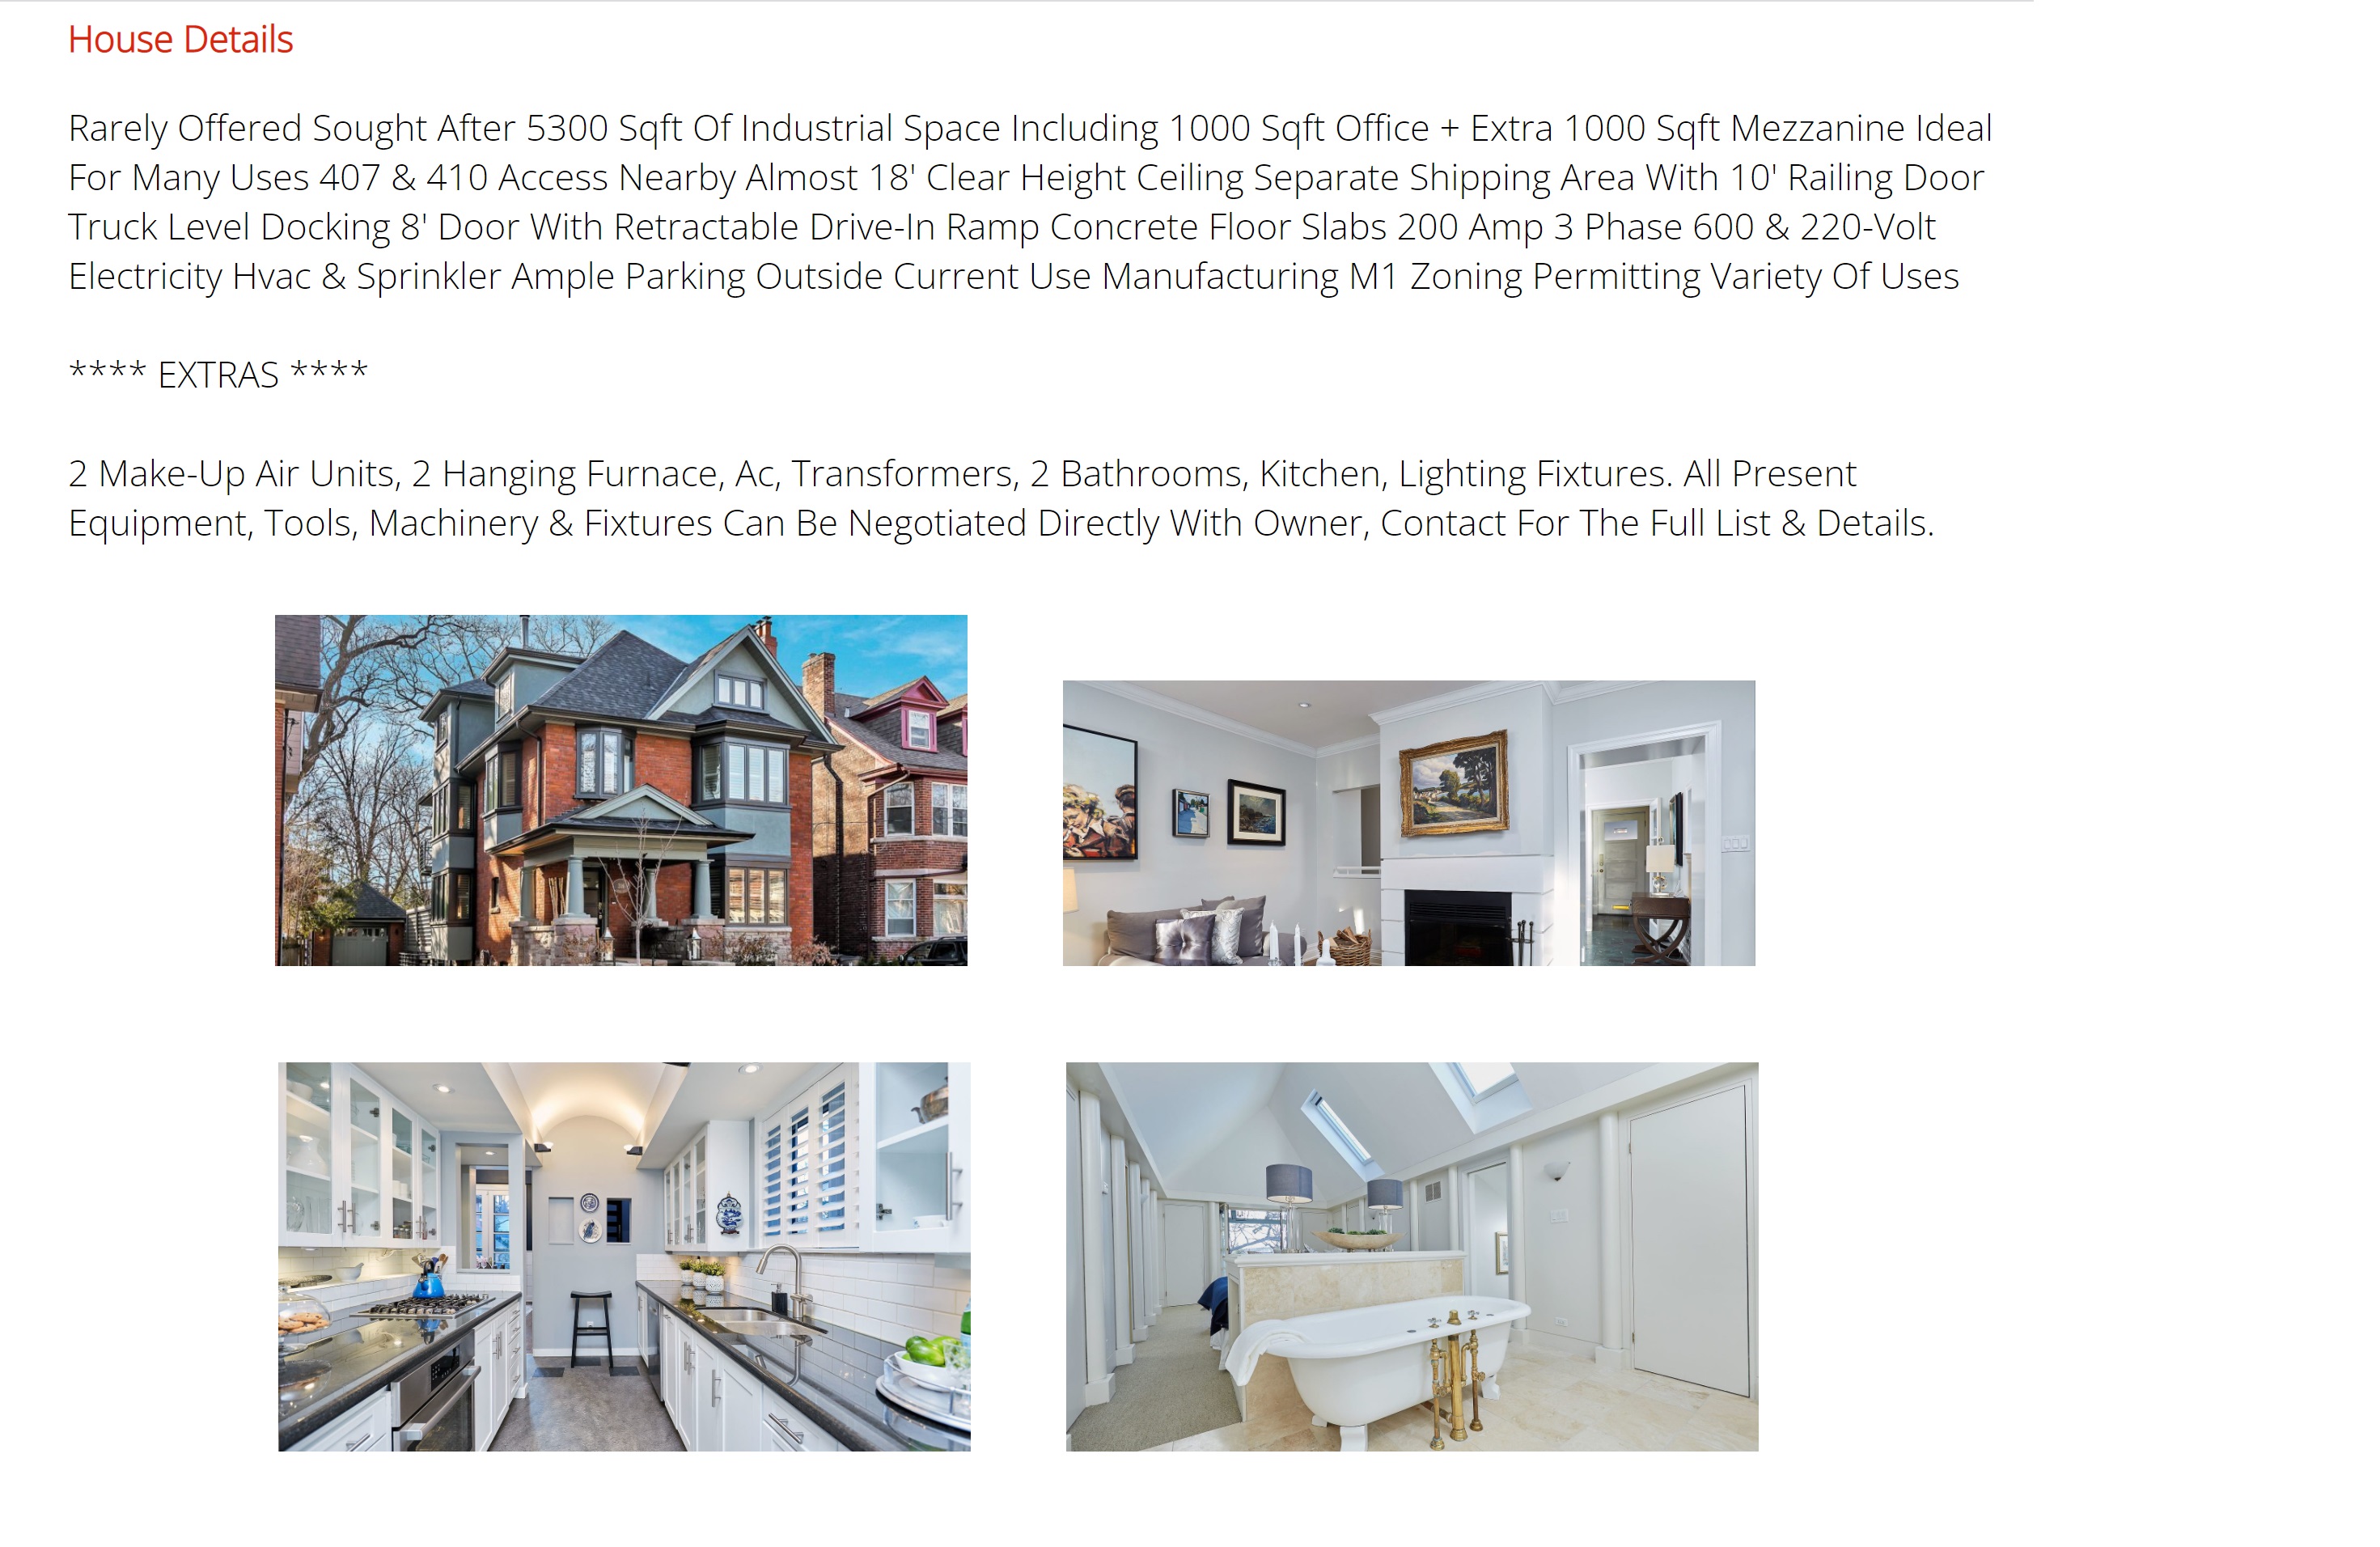 House Details
Rarely Offered Sought After 5300 Sqft Of Industrial Space Including 1000 Sqft Office + Extra 1000 Sqft Mezzanine Ideal
For Many Uses 407 & 410 Access Nearby Almost 18' Clear Height Ceiling Separate Shipping Area With 10' Railing Door
Truck Level Docking 8' Door With Retractable Drive-In Ramp Concrete Floor Slabs 200 Amp 3 Phase 600 & 220-Volt
Electricity Hvac & Sprinkler Ample Parking Outside Current Use Manufacturing M1 Zoning Permitting Variety Of Uses
**** EXTRAS ****
2 Make-Up Air Units, 2 Hanging Furnace, Ac, Transformers, 2 Bathrooms, Kitchen, Lighting Fixtures. All Present
Equipment, Tools, Machinery & Fixtures Can Be Negotiated Directly With Owner, Contact For The Full List & Details.